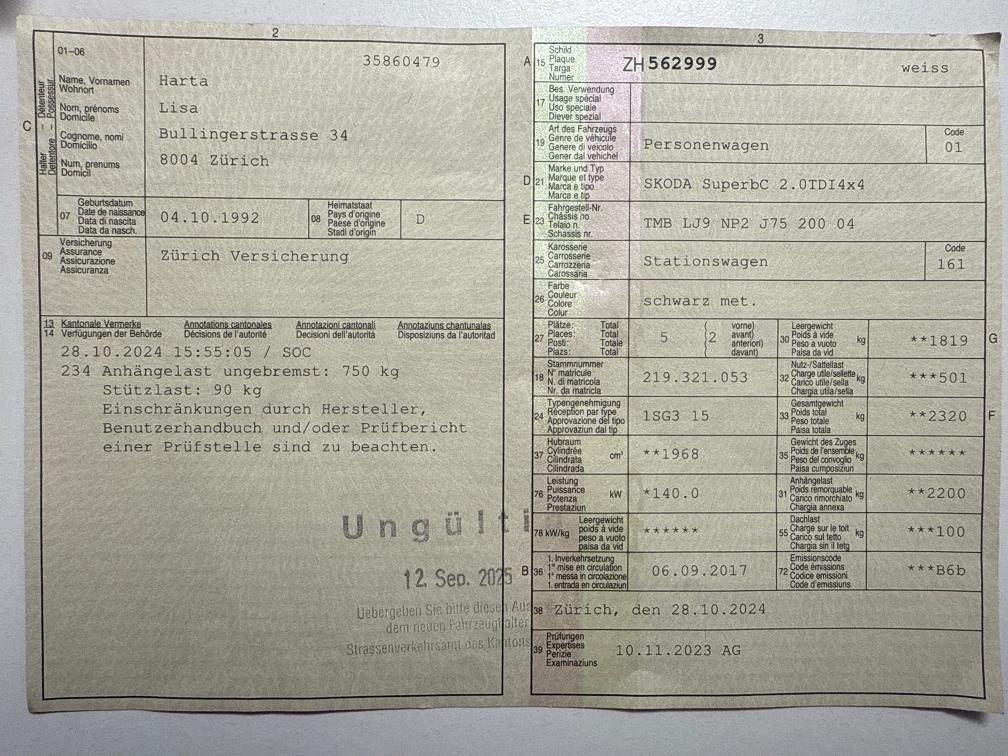 2
C
Halter – Détenteur
Detentore – Possessur
01-06
35860479
Name, Vornamen
Wohnort
Nom, prénoms
Domicile
Cognome, nomi
Domicilio
Num, prenums
Domicil
Harta
Lisa
Bullingerstrasse 34
8004 Zürich
07
Geburtsdatum
Date de naissance
Data di nascita
Data da nasch.
04.10.1992
08
Heimatstaat
Pays d'origine
Paese d'origine
Stadi d'origin
D
09
Versicherung
Assurance
Assicurazione
Assicuranza
Zürich Versicherung
13 Kantonale Vermerke Annotations cantonales Annotazioni cantonali Annotaziuns chantunalas
14 Verfügungen der Behörde Décisions de l'autorité Decisioni dell'autorità Disposiziuns da l'autoritad
28.10.2024 15:55:05 / SOC
234 Anhängelast ungebremst: 750 kg
Stützlast: 90 kg
Einschränkungen durch Hersteller,
Benutzerhandbuch und/oder Prüfbericht
einer Prüfstelle sind zu beachten.
Ungülti
12. Sep. 2025
Uebergeben Sie bitte diesen Aus
dem neuen Fahrzeughalter
Strassenverkehrsamt des Kantons
3
A
15
Schild
Plaque
Targa
Numer
ZH 562999
weiss
17
Bes. Verwendung
Usage spécial
Uso speciale
Diever spezial
19
Art des Fahrzeugs
Genre de véhicule
Genere di veicolo
Gener dal vehichel
Personenwagen
Code
01
D
21
Marke und Typ
Marque et type
Marca e tipo
Marca e tip
SKODA SuperbC 2.0TDI4x4
E
23
Fahrgestell-Nr.
Châssis no
Telaio n.
Schassis nr.
TMB LJ9 NP2 J75 200 04
25
Karosserie
Carrosserie
Carrozzeria
Carossaria
Stationswagen
Code
161
26
Farbe
Couleur
Colore
Colur
schwarz met.
27
Plätze: Total
Places: Total
Posti: Totale
Plazs: Total
5
(2
vorne)
avant)
anteriori)
davant)
30
Leergewicht
Poids à vide
Peso a vuoto
Paisa da vid
kg
**1819
G
18
Stammnummer
N° matricule
N. di matricola
Nr. da matricla
219.321.053
32
Nutz-/Sattellast
Charge utile/sellette
Carico utile/sella
Chargia utila/sella
kg
***501
24
Typengenehmigung
Réception par type
Approvazione del tipo
Approvaziun dal tip
1SG3 15
33
Gesamtgewicht
Poids total
Peso totale
Paisa totala
kg
**2320
F
37
Hubraum
Cylindrée
Cilindrata
Cilindrada
cm³
**1968
35
Gewicht des Zuges
Poids de l'ensemble
Peso del convoglio
Paisa cumposiziun
kg
******
76
Leistung
Puissance
Potenza
Prestaziun
kW
*140.0
31
Anhängelast
Poids remorquable
Carico rimorchiato
Chargia annexa
kg
**2200
78 kW/kg
Leergewicht
poids à vide
peso a vuoto
paisa da vid
******
55
Dachlast
Charge sur le toit
Carico sul tetto
Chargia sin il tetg
kg
***100
B
36
1. Inverkehrsetzung
1re mise en circulation
1a messa in circolazione
1. entrada en circulaziun
06.09.2017
72
Emissionscode
Code émissions
Codice emissioni
Code d'emissiuns
***B6b
38 Zürich, den 28.10.2024
39
Prüfungen
Expertises
Perizie
Examinaziuns
10.11.2023 AG